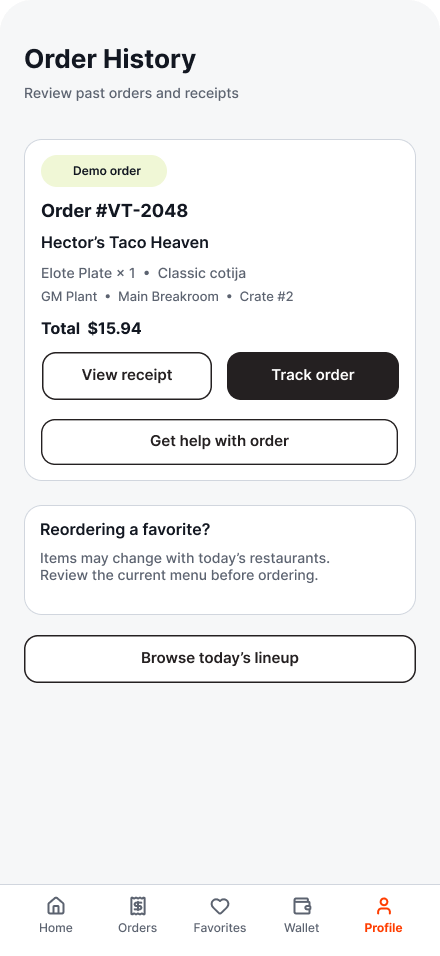 Order History
Review past orders and receipts
Demo order
Order #VT-2048
Hector’s Taco Heaven
Elote Plate × 1 • Classic cotija
GM Plant • Main Breakroom • Crate #2
Total $15.94
View receipt
Track order
Get help with order
Reordering a favorite?
Items may change with today’s restaurants.
Review the current menu before ordering.
Browse today’s lineup
Home
Orders
Favorites
Wallet
Profile